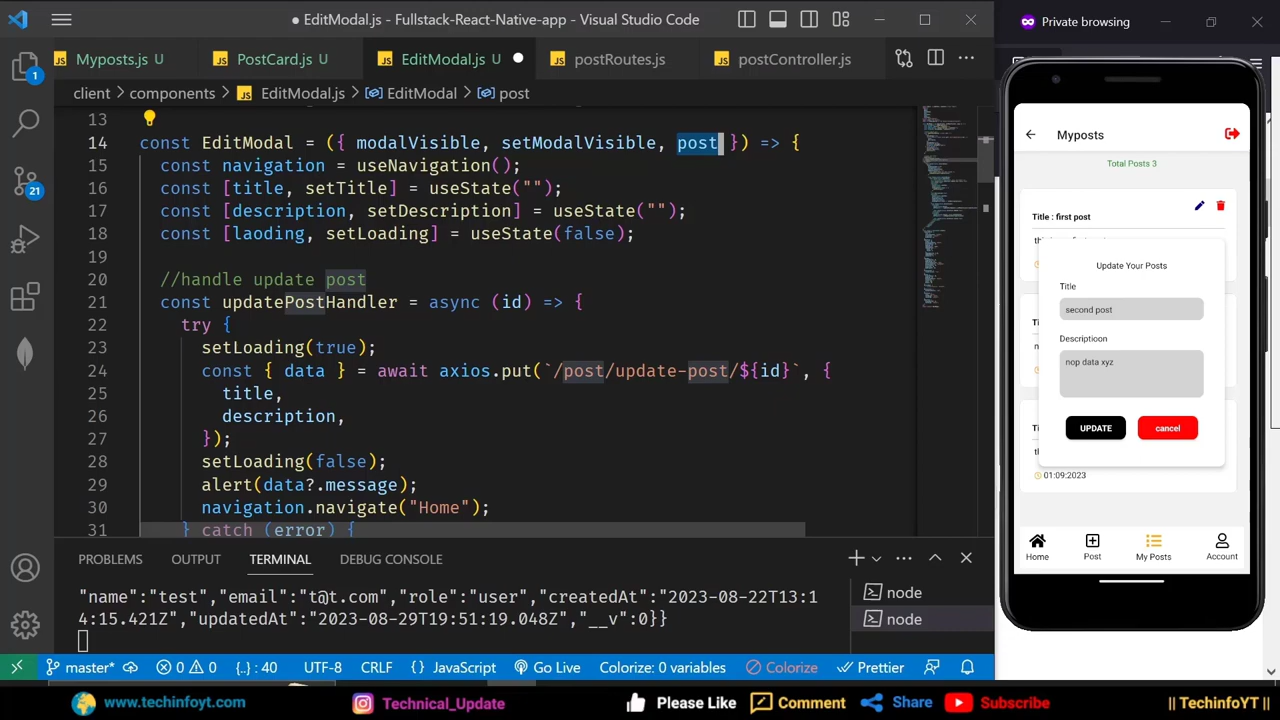 EditModal.js - Fullstack-React-Native-app - Visual Studio Code
Private browsing
Myposts.js U
PostCard.js U
EditModal.js U
postRoutes.js
postController.js
client > components > EditModal.js > EditModal > post
13
14 const EditModal = ({ modalVisible, setModalVisible, post }) => {
15 const navigation = useNavigation();
16 const [title, setTitle] = useState("");
17 const [description, setDescription] = useState("");
18 const [laoding, setLoading] = useState(false);
19
20 //handle update post
21 const updatePostHandler = async (id) => {
22 try {
23 setLoading(true);
24 const { data } = await axios.put(`/post/update-post/${id}`, {
25 title,
26 description,
27 });
28 setLoading(false);
29 alert(data?.message);
30 navigation.navigate("Home");
31 } catch (error) {
PROBLEMS OUTPUT TERMINAL DEBUG CONSOLE
"name":"test","email":"t@t.com","role":"user","createdAt":"2023-08-22T13:1
4:15.421Z","updatedAt":"2023-08-29T19:51:19.048Z","__v":0}}
node
node
1
21
master* 0 0 {..} : 40 UTF-8 CRLF {} JavaScript Go Live Colorize: 0 variables Colorize Prettier
Myposts
Total Posts 3
Title : first post
Update Your Posts
Title
second post
Descriptioon
nop data xyz
UPDATE
cancel
01:09:2023
Home
Post
My Posts
Account
www.techinfoyt.com
Technical_Update
Please Like
Comment
Share
Subscribe
|| TechinfoYT ||